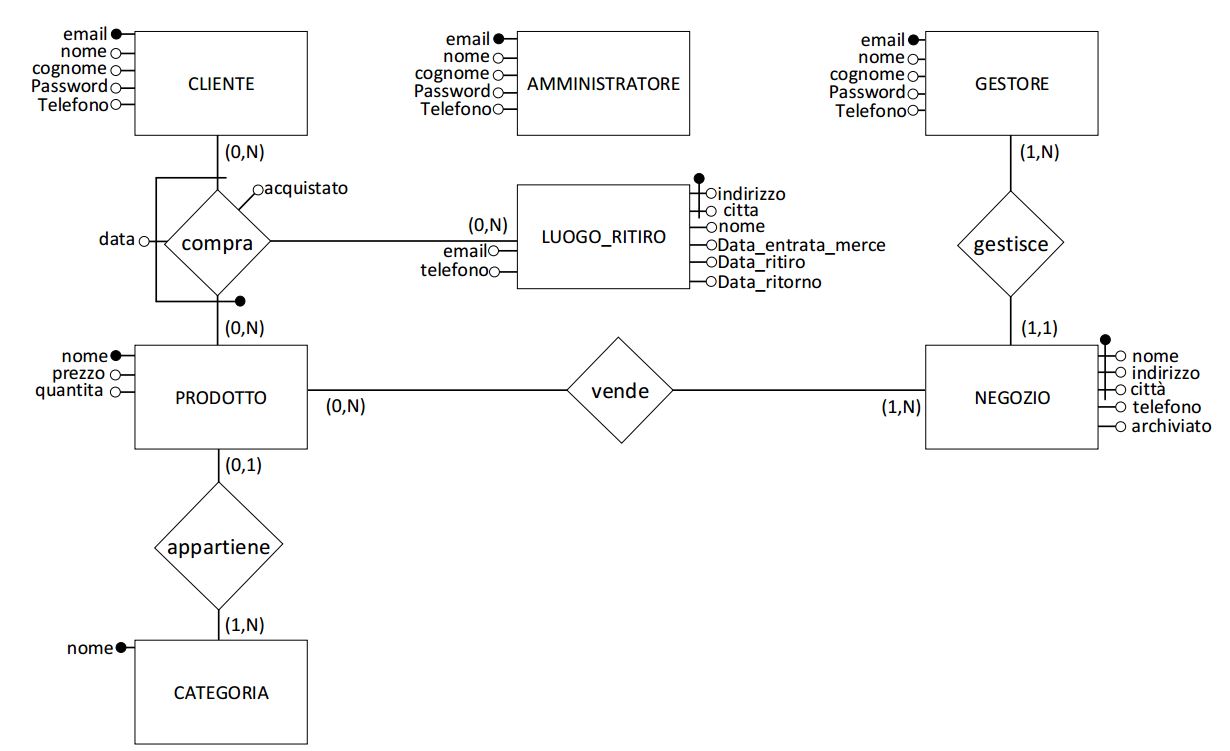 email
nome
cognome
Password
Telefono
CLIENTE
email
nome
cognome
Password
Telefono
AMMINISTRATORE
email
nome
cognome
Password
Telefono
GESTORE
(0,N)
(1,N)
acquistato
data
compra
(0,N)
email
telefono
LUOGO_RITIRO
indirizzo
citta
nome
Data_entrata_merce
Data_ritiro
Data_ritorno
gestisce
(0,N)
(1,1)
nome
prezzo
quantita
PRODOTTO
(0,N)
vende
(1,N)
NEGOZIO
nome
indirizzo
città
telefono
archiviato
(0,1)
appartiene
(1,N)
nome
CATEGORIA